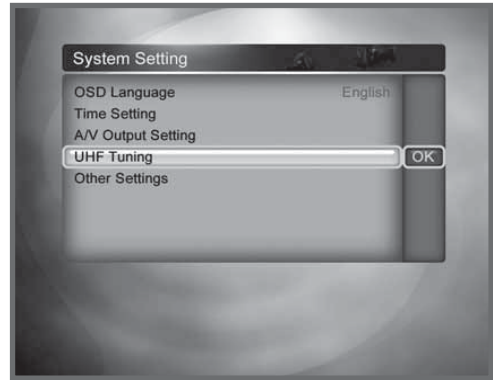 System Setting
OSD Language English
Time Setting
A/V Output Setting
UHF Tuning OK
Other Settings